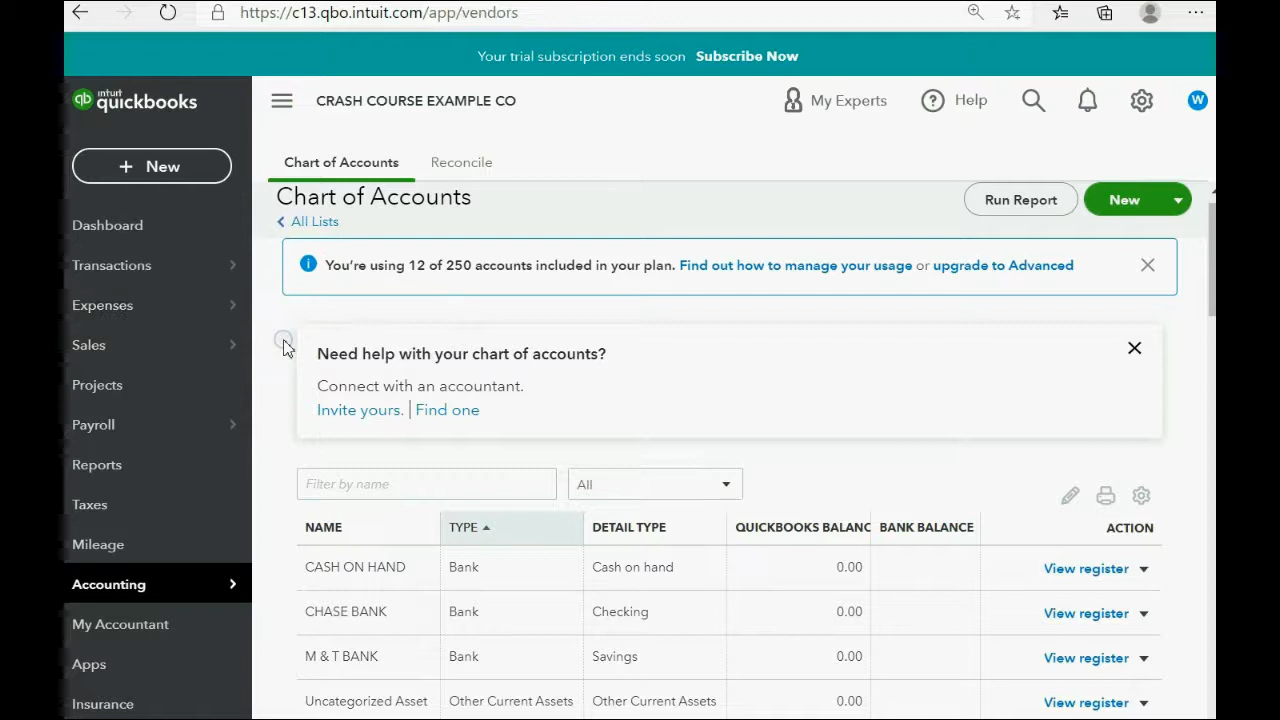 https://c13.qbo.intuit.com/app/vendors
Your trial subscription ends soon Subscribe Now
intuit
quickbooks
qb
CRASH COURSE EXAMPLE CO
My Experts
Help
W
+ New
Chart of Accounts
Reconcile
Chart of Accounts
All Lists
Run Report
New
You're using 12 of 250 accounts included in your plan. Find out how to manage your usage or upgrade to Advanced
Need help with your chart of accounts?
Connect with an accountant.
Invite yours. | Find one
Dashboard
Transactions
Expenses
Sales
Projects
Payroll
Reports
Taxes
Mileage
Accounting
My Accountant
Apps
Insurance
Filter by name
All
NAME TYPE DETAIL TYPE QUICKBOOKS BALANC BANK BALANCE ACTION
CASH ON HAND Bank Cash on hand 0.00 View register
CHASE BANK Bank Checking 0.00 View register
M & T BANK Bank Savings 0.00 View register
Uncategorized Asset Other Current Assets Other Current Assets 0.00 View register